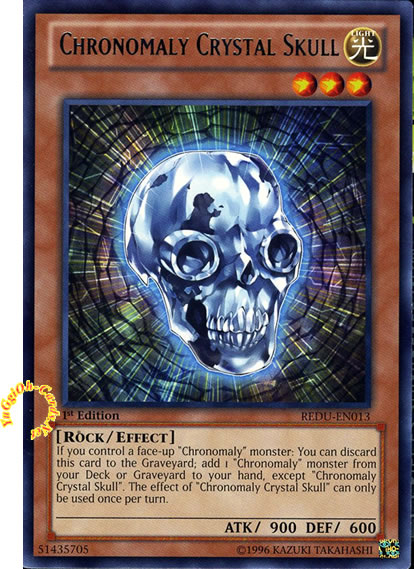 CHRONOMALY CRYSTAL SKULL
LIGHT
光
YuGgiOh-Cards.Net
1st Edition
REDU-EN013
[ROCK/EFFECT]
If you control a face-up "Chronomaly" monster: You can discard
this card to the Graveyard; add 1 "Chronomaly" monster from
your Deck or Graveyard to your hand, except "Chronomaly
Crystal Skull". The effect of "Chronomaly Crystal Skull" can only
be used once per turn.
ATK/ 900 DEF/ 600
51435705
©1996 KAZUKI TAKAHASHI